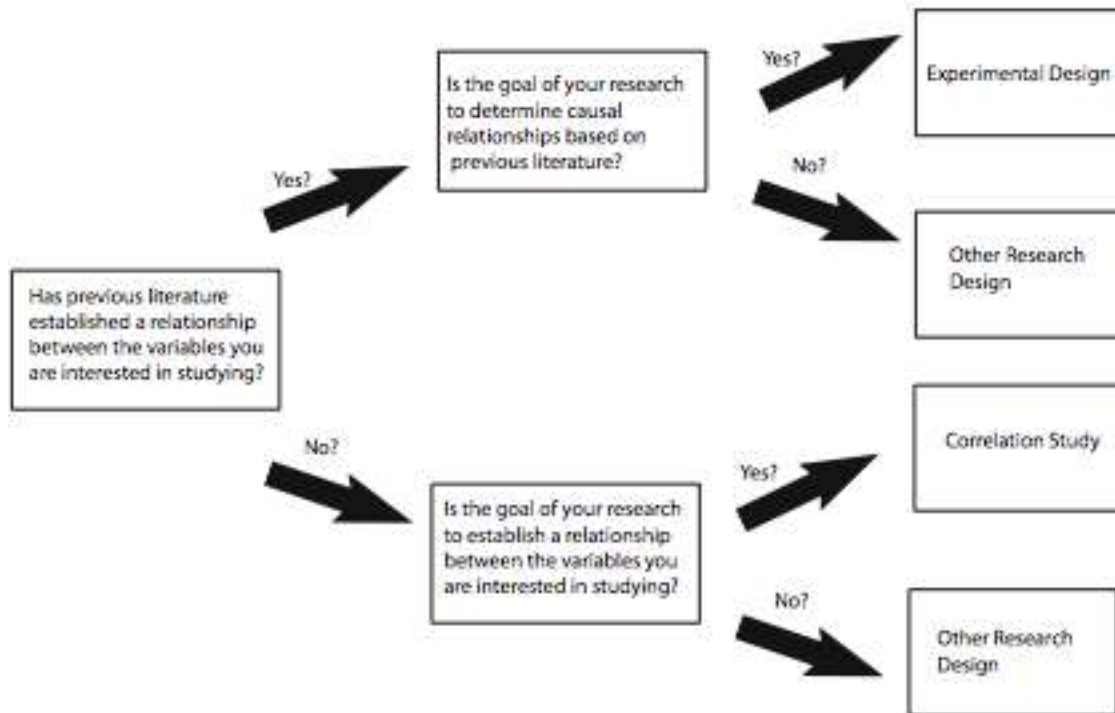 Has previous literature
established a relationship
between the variables you
are interested in studying?
Yes?
Is the goal of your research
to determine causal
relationships based on
previous literature?
Yes?
Experimental Design
No?
Other Research
Design
No?
Is the goal of your research
to establish a relationship
between the variables you
are interested in studying?
Yes?
Correlation Study
No?
Other Research
Design